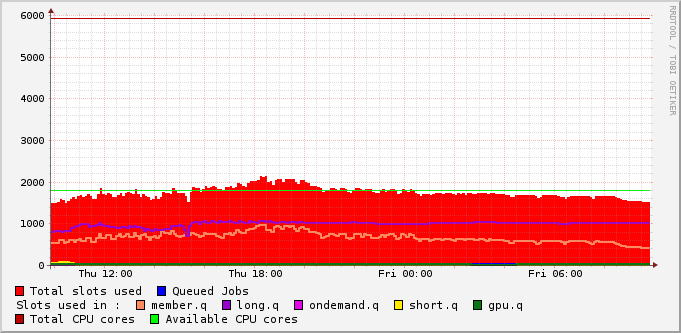 6000
5000
4000
3000
2000
1000
0
Thu 12:00 Thu 18:00 Fri 00:00 Fri 06:00
RRDTOOL / TOBI OETIKER
Total slots used Queued Jobs
Slots used in : member.q long.q ondemand.q short.q gpu.q
Total CPU cores Available CPU cores